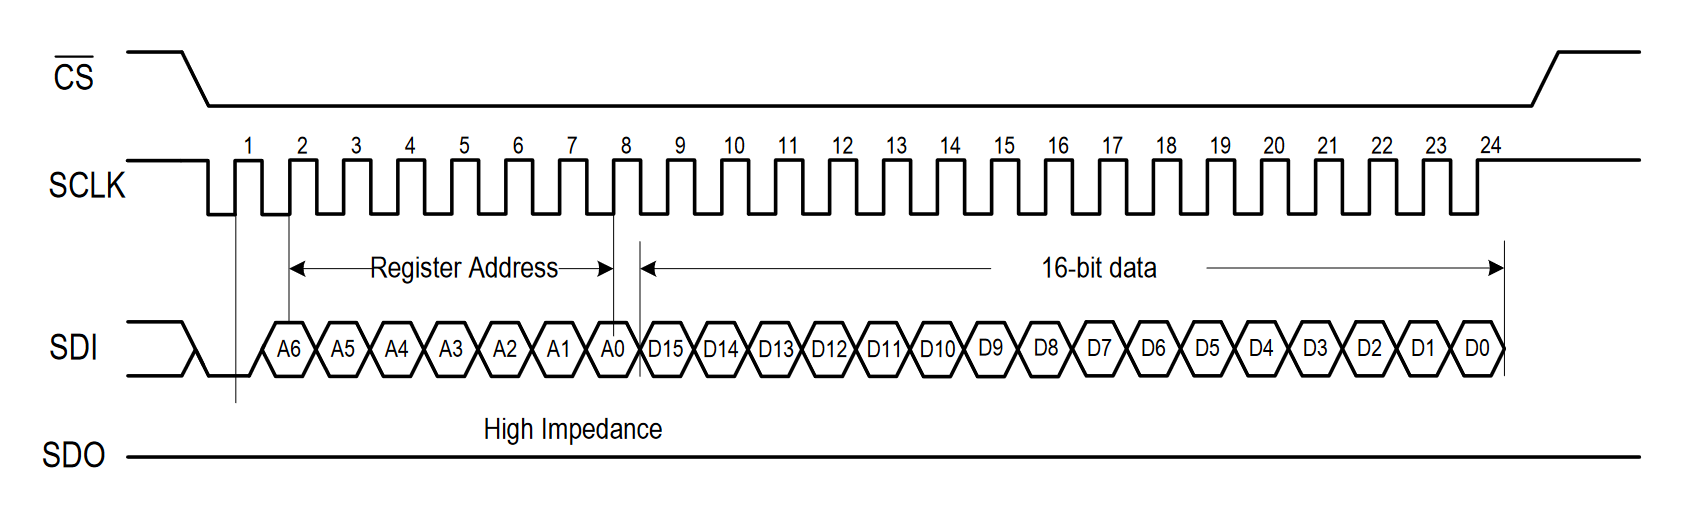 CS
1 2 3 4 5 6 7 8 9 10 11 12 13 14 15 16 17 18 19 20 21 22 23 24
SCLK
Register Address 16-bit data
SDI A6 A5 A4 A3 A2 A1 A0 D15 D14 D13 D12 D11 D10 D9 D8 D7 D6 D5 D4 D3 D2 D1 D0
High Impedance
SDO